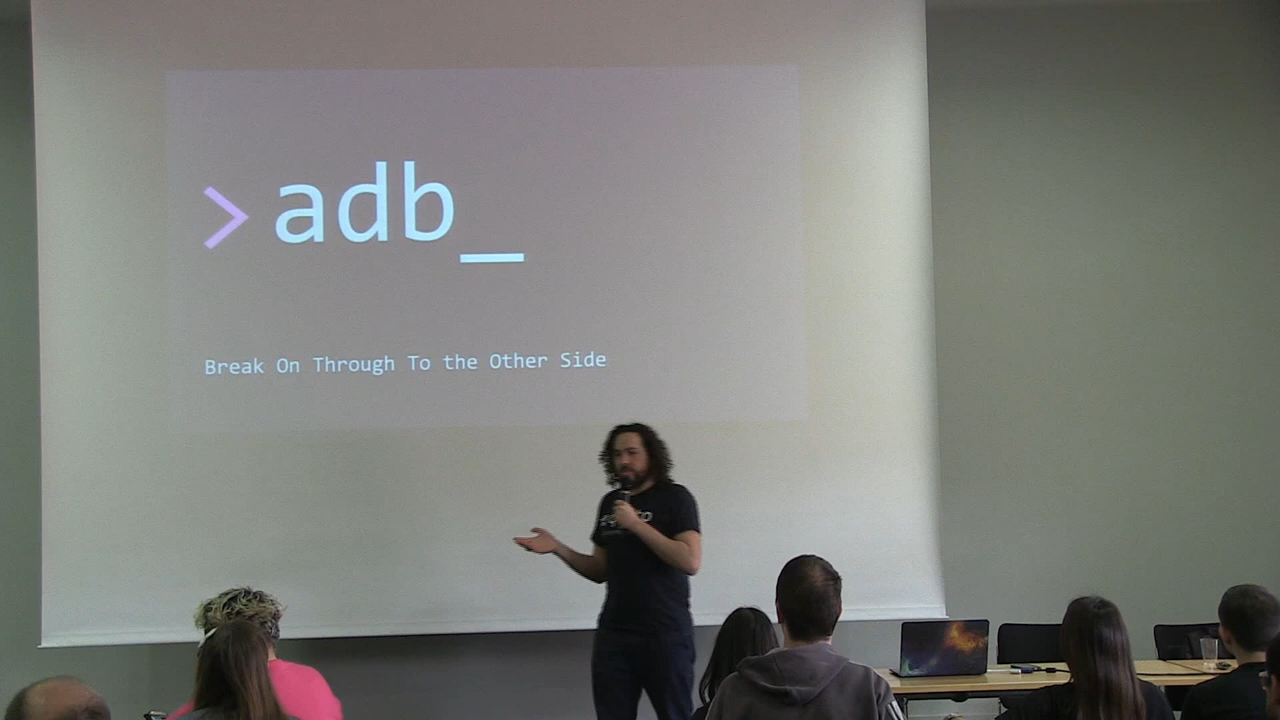 > adb_
Break On Through To the Other Side